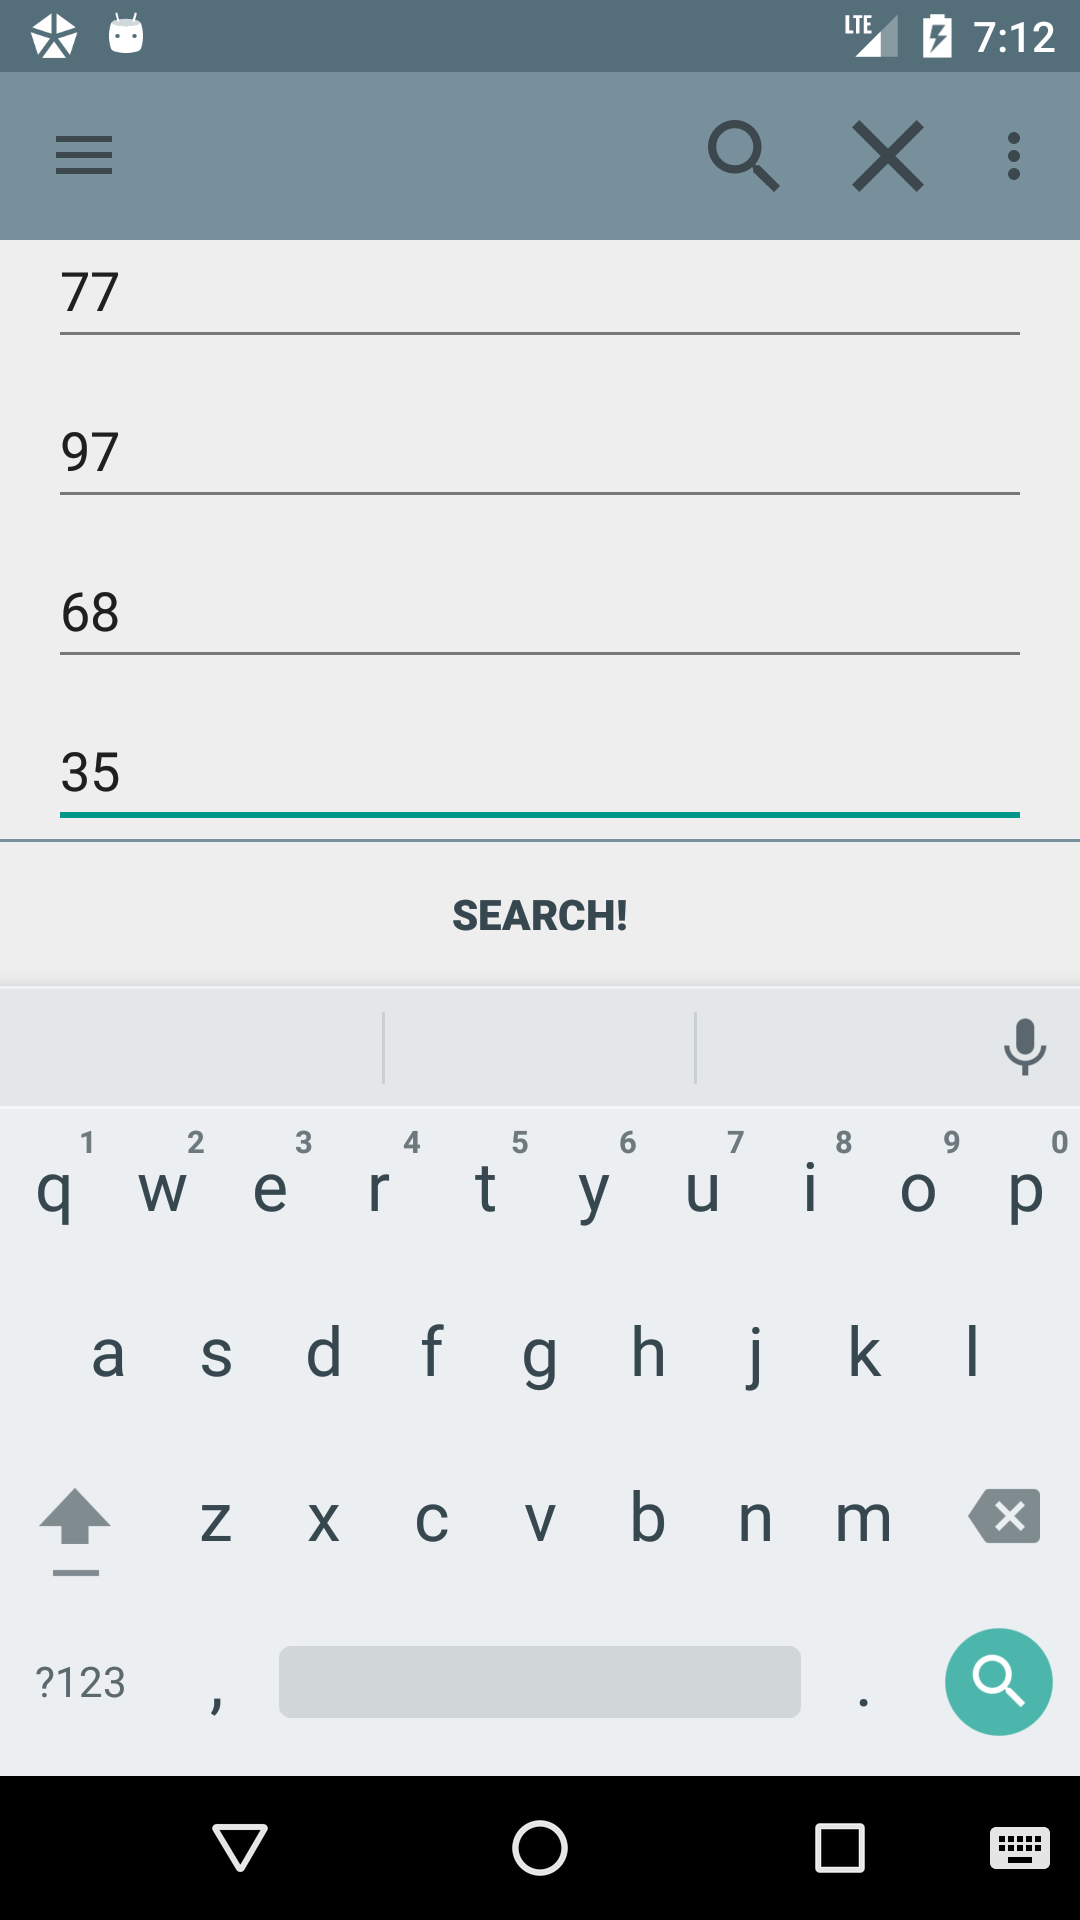 LTE 7:12
77
97
68
35
SEARCH!
1 2 3 4 5 6 7 8 9 0
q w e r t y u i o p
a s d f g h j k l
z x c v b n m
?123 , .